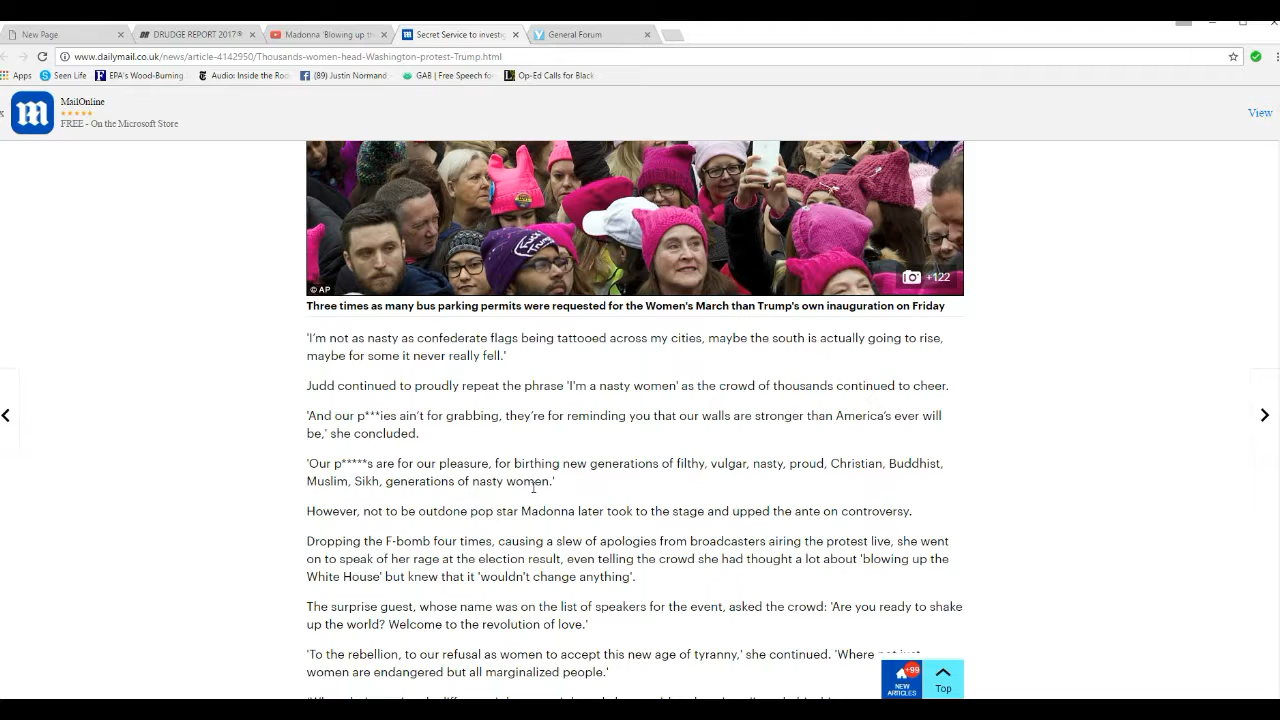 New Page
DRUDGE REPORT 2017®
Madonna 'Blowing up th
Secret Service to investig
General Forum
www.dailymail.co.uk/news/article-4142950/Thousands-women-head-Washington-protest-Trump.html
Apps
Seen Life
EPA's Wood-Burning
Audio: Inside the Roo
(89) Justin Normand
GAB | Free Speech fo
Op-Ed Calls for Black
MailOnline
FREE - On the Microsoft Store
View
FUCK TRUMP
© AP
+122
Three times as many bus parking permits were requested for the Women's March than Trump's own inauguration on Friday
'I'm not as nasty as confederate flags being tattooed across my cities, maybe the south is actually going to rise,
maybe for some it never really fell.'
Judd continued to proudly repeat the phrase 'I'm a nasty women' as the crowd of thousands continued to cheer.
'And our p***ies ain't for grabbing, they're for reminding you that our walls are stronger than America's ever will
be,' she concluded.
'Our p*****s are for our pleasure, for birthing new generations of filthy, vulgar, nasty, proud, Christian, Buddhist,
Muslim, Sikh, generations of nasty women.'
However, not to be outdone pop star Madonna later took to the stage and upped the ante on controversy.
Dropping the F-bomb four times, causing a slew of apologies from broadcasters airing the protest live, she went
on to speak of her rage at the election result, even telling the crowd she had thought a lot about 'blowing up the
White House' but knew that it 'wouldn't change anything'.
The surprise guest, whose name was on the list of speakers for the event, asked the crowd: 'Are you ready to shake
up the world? Welcome to the revolution of love.'
'To the rebellion, to our refusal as women to accept this new age of tyranny,' she continued. 'Where not just
women are endangered but all marginalized people.'
+99
NEW
ARTICLES
Top